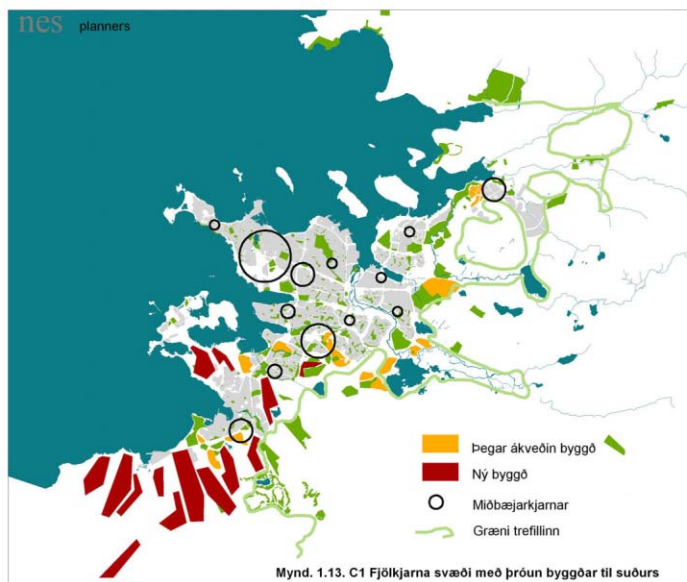 nes planners
Þegar ákveðin byggð
Ný byggð
Miðbæjarkjarnar
Græni trefillinn
Mynd. 1.13. C1 Fjölkjarna svæði með þróun byggðar til suðurs